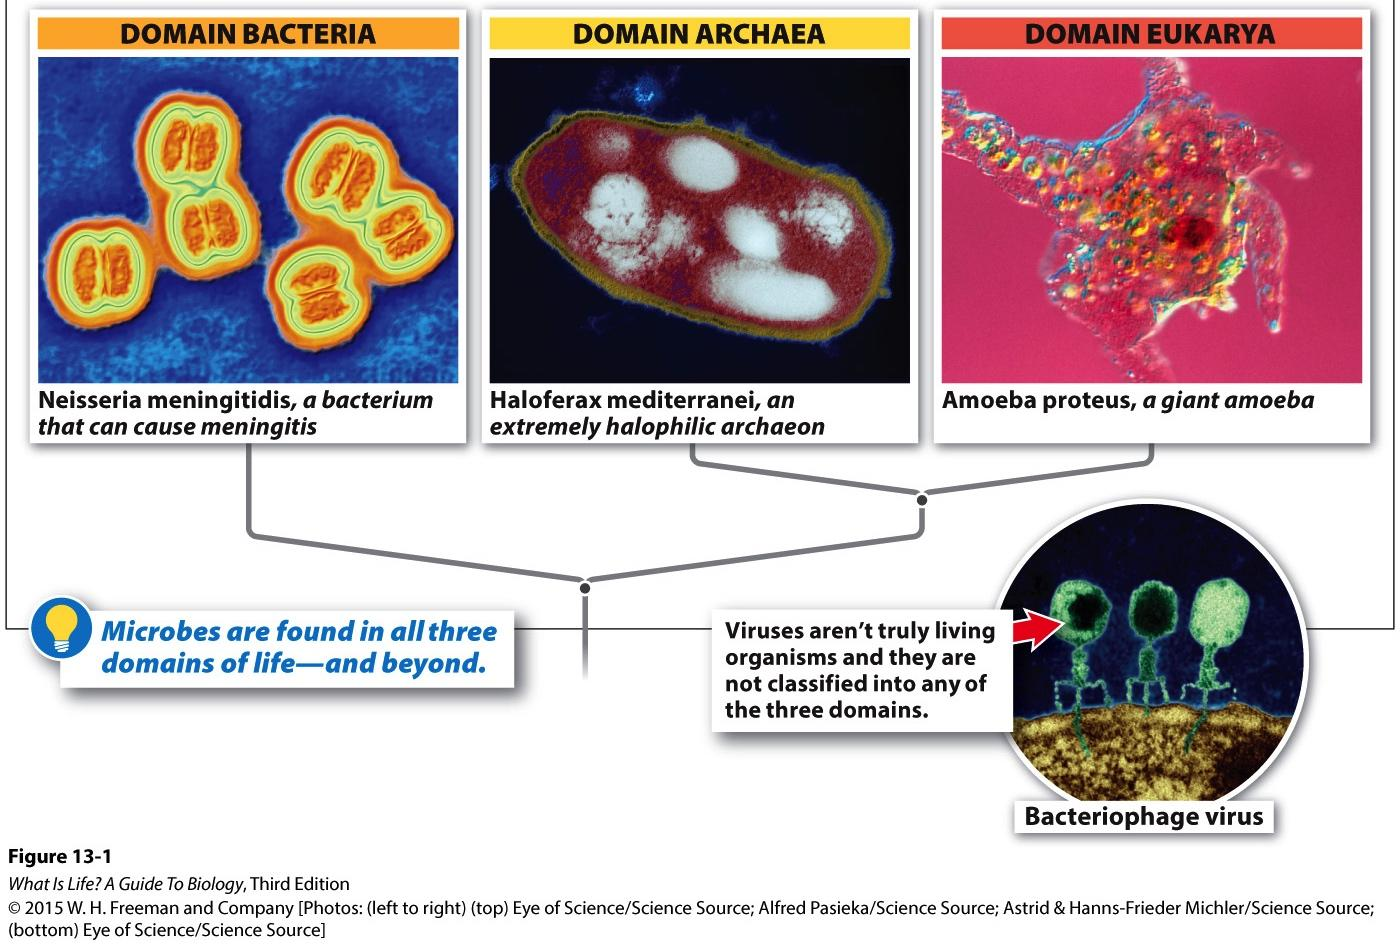 DOMAIN BACTERIA
Neisseria meningitidis, a bacterium
that can cause meningitis
DOMAIN ARCHAEA
Haloferax mediterranei, an
extremely halophilic archaeon
DOMAIN EUKARYA
Amoeba proteus, a giant amoeba
Microbes are found in all three
domains of life—and beyond.
Viruses aren’t truly living
organisms and they are
not classified into any of
the three domains.
Bacteriophage virus
Figure 13-1
What Is Life? A Guide To Biology, Third Edition
© 2015 W. H. Freeman and Company [Photos: (left to right) (top) Eye of Science/Science Source; Alfred Pasieka/Science Source; Astrid & Hanns-Frieder Michler/Science Source;
(bottom) Eye of Science/Science Source]